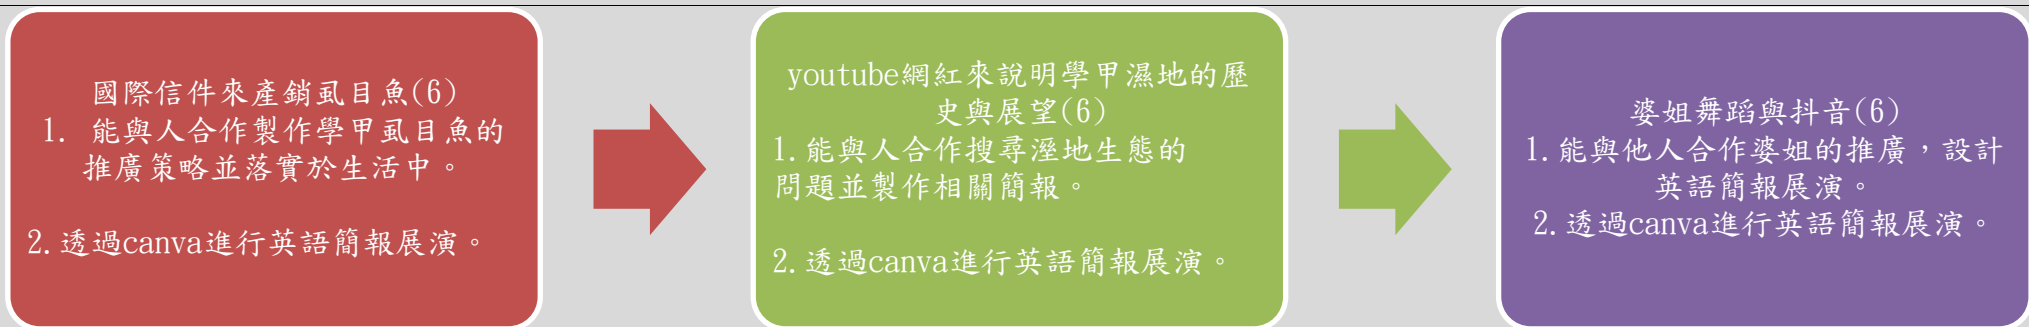 國際信件來產銷虱目魚(6)
1. 能與人合作製作學甲虱目魚的
推廣策略並落實於生活中。
2.透過canva進行英語簡報展演。
youtube網紅來說明學甲濕地的歷
史與展望(6)
1.能與人合作搜尋溼地生態的
問題並製作相關簡報。
2.透過canva進行英語簡報展演。
婆姐舞蹈與抖音(6)
1.能與他人合作婆姐的推廣，設計
英語簡報展演。
2.透過canva進行英語簡報展演。